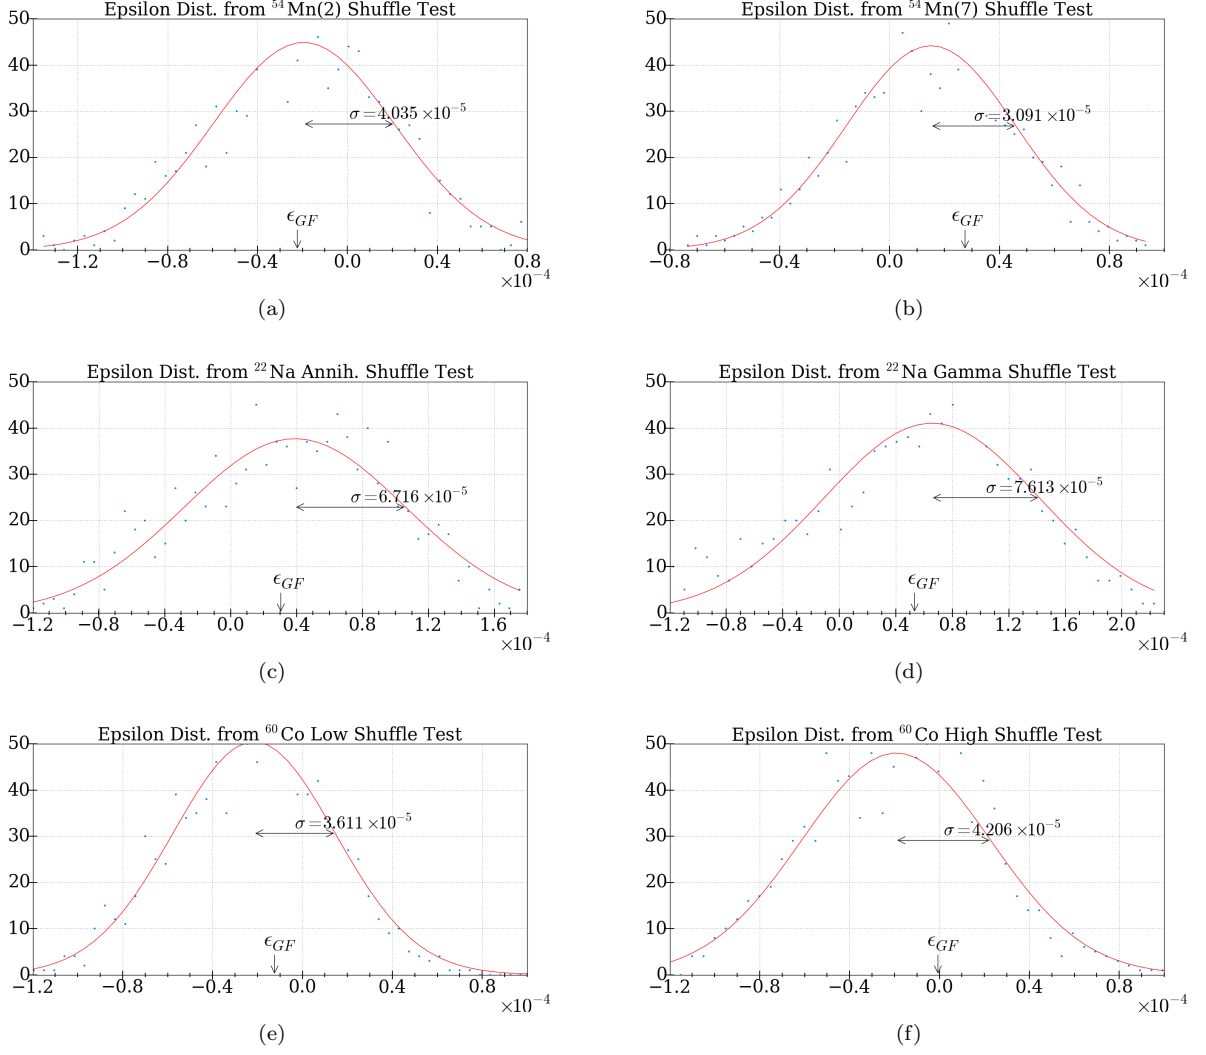 Epsilon Dist. from ⁵⁴Mn(2) Shuffle Test
50
40
30
20
10
0
σ=4.035 ×10⁻⁵
ϵ_GF
−1.2 −0.8 −0.4 0.0 0.4 0.8
×10⁻⁴
(a)
Epsilon Dist. from ⁵⁴Mn(7) Shuffle Test
50
40
30
20
10
0
σ=3.091 ×10⁻⁵
ϵ_GF
−0.8 −0.4 0.0 0.4 0.8
×10⁻⁴
(b)
Epsilon Dist. from ²²Na Annih. Shuffle Test
50
40
30
20
10
0
σ=6.716 ×10⁻⁵
ϵ_GF
−1.2 −0.8 −0.4 0.0 0.4 0.8 1.2 1.6
×10⁻⁴
(c)
Epsilon Dist. from ²²Na Gamma Shuffle Test
50
40
30
20
10
0
σ=7.613 ×10⁻⁵
ϵ_GF
−1.2 −0.8 −0.4 0.0 0.4 0.8 1.2 1.6 2.0
×10⁻⁴
(d)
Epsilon Dist. from ⁶⁰Co Low Shuffle Test
50
40
30
20
10
0
σ=3.611 ×10⁻⁵
ϵ_GF
−1.2 −0.8 −0.4 0.0 0.4 0.8
×10⁻⁴
(e)
Epsilon Dist. from ⁶⁰Co High Shuffle Test
50
40
30
20
10
0
σ=4.206 ×10⁻⁵
ϵ_GF
−1.2 −0.8 −0.4 0.0 0.4 0.8
×10⁻⁴
(f)